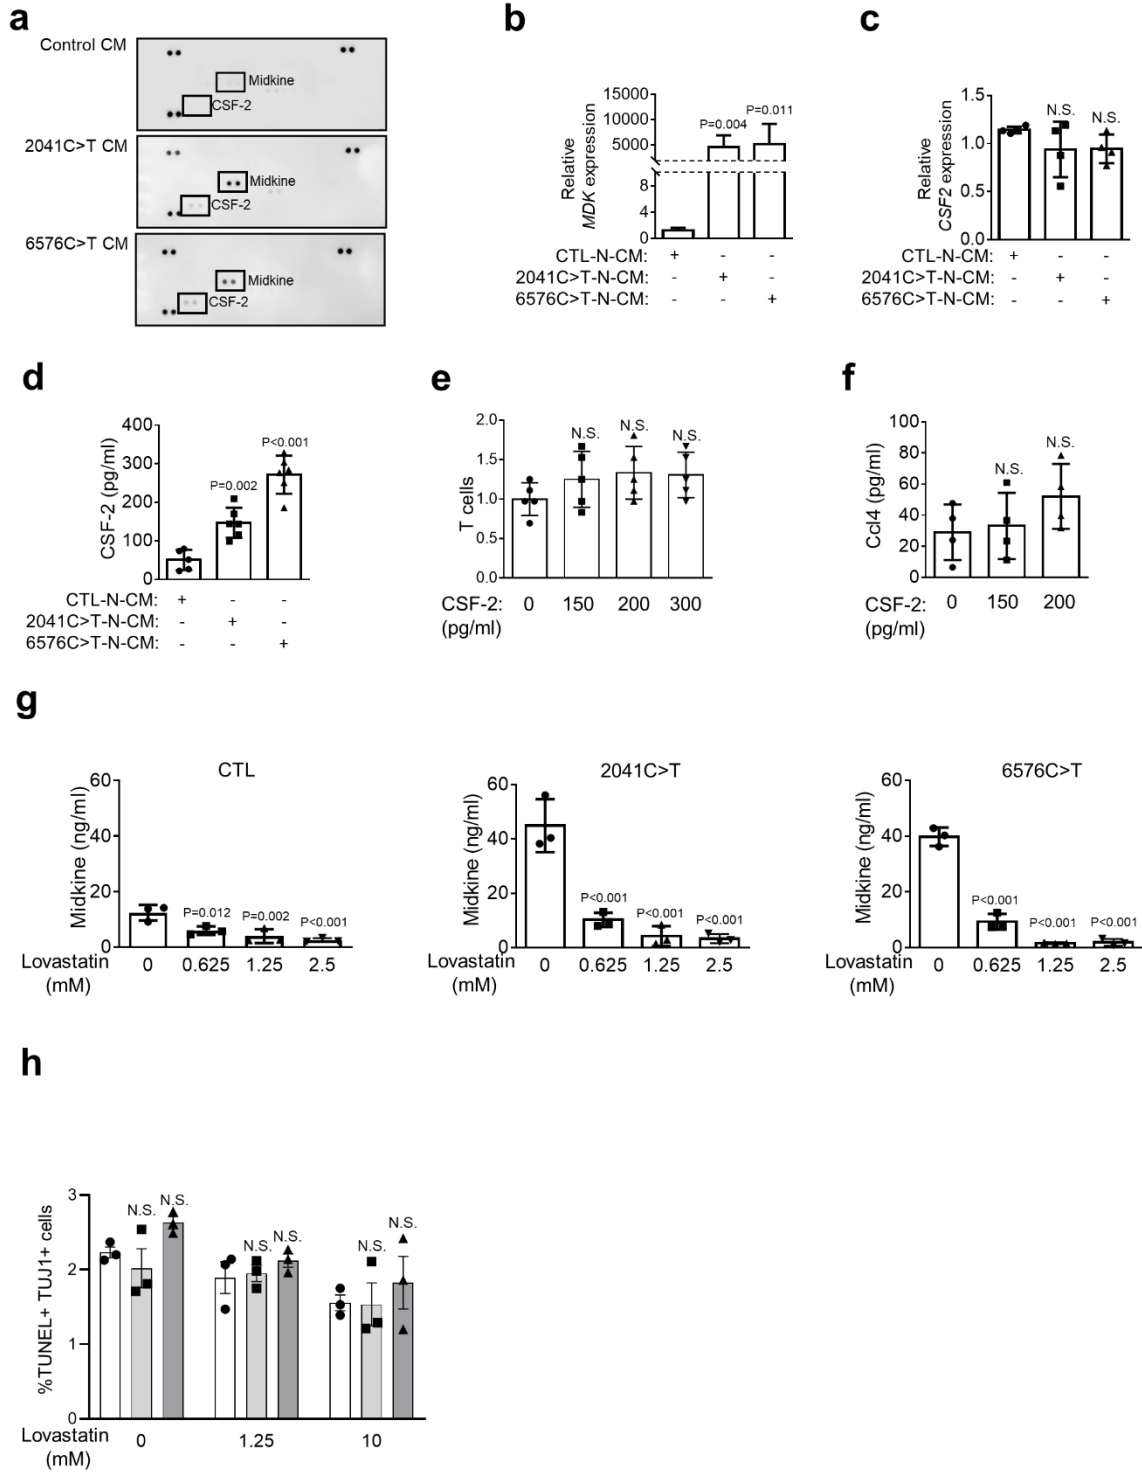 a
Control CM
Midkine
CSF-2
2041C>T CM
Midkine
CSF-2
6576C>T CM
Midkine
CSF-2
b
Relative
MDK expression
15000
10000
5000
8
4
0
P=0.004
P=0.011
CTL-N-CM: + - -
2041C>T-N-CM: - + -
6576C>T-N-CM: - - +
c
Relative
CSF2 expression
1.5
1.0
0.5
0.0
N.S.
N.S.
CTL-N-CM: + - -
2041C>T-N-CM: - + -
6576C>T-N-CM: - - +
d
CSF-2 (pg/ml)
400
300
200
100
0
P=0.002
P<0.001
CTL-N-CM: + - -
2041C>T-N-CM: - + -
6576C>T-N-CM: - - +
e
T cells
2.0
1.5
1.0
0.5
0.0
N.S.
N.S.
N.S.
CSF-2: 0 150 200 300
(pg/ml)
f
Ccl4 (pg/ml)
100
80
60
40
20
0
N.S.
N.S.
CSF-2: 0 150 200
(pg/ml)
g
CTL
Midkine (ng/ml)
60
40
20
0
P=0.012
P=0.002
P<0.001
Lovastatin 0 0.625 1.25 2.5
(mM)
2041C>T
Midkine (ng/ml)
60
40
20
0
P<0.001
P<0.001
P<0.001
Lovastatin 0 0.625 1.25 2.5
(mM)
6576C>T
Midkine (ng/ml)
60
40
20
0
P<0.001
P<0.001
P<0.001
Lovastatin 0 0.625 1.25 2.5
(mM)
h
%TUNEL+ TUJ1+ cells
3
2
1
0
N.S.
N.S.
N.S.
N.S.
N.S.
N.S.
Lovastatin 0 1.25 10
(mM)